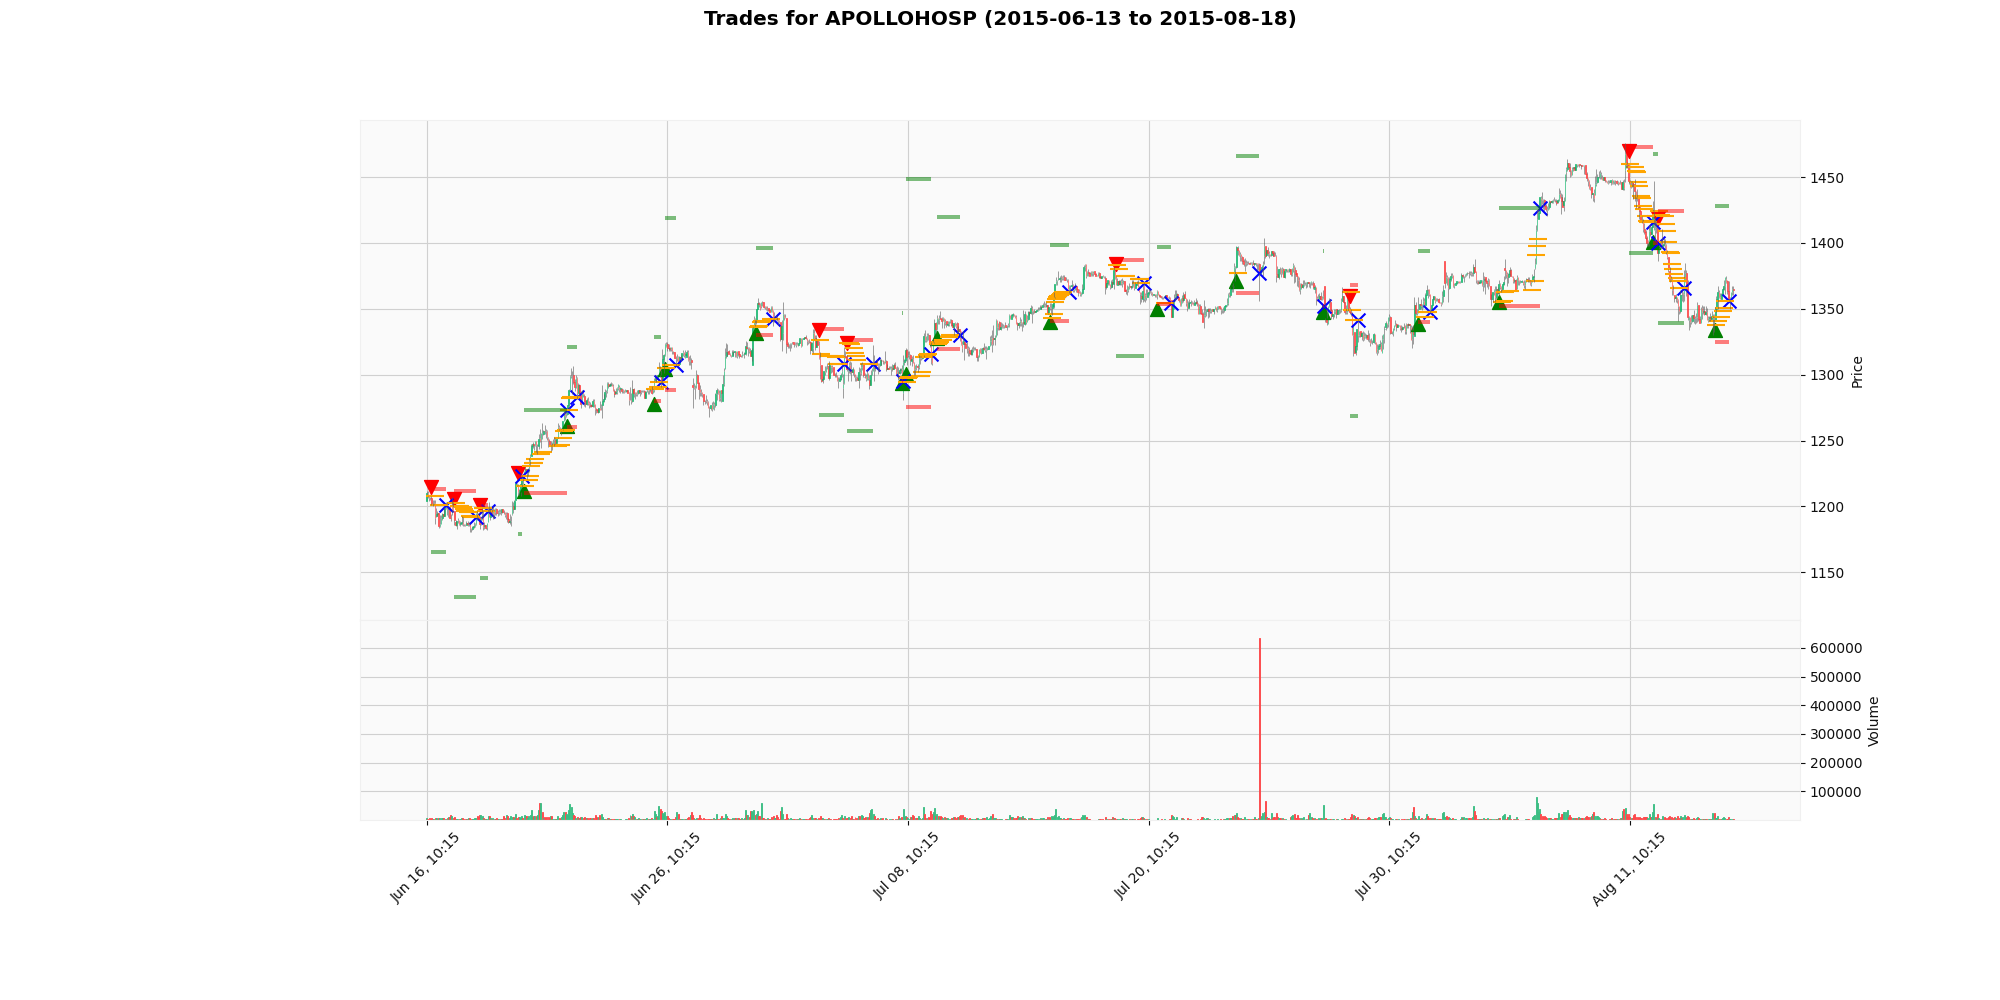 Trades for APOLLOHOSP (2015-06-13 to 2015-08-18)
1450
1400
1350
1300
1250
1200
1150
Price
600000
500000
400000
300000
200000
100000
Volume
Jun 16, 10:15
Jun 26, 10:15
Jul 08, 10:15
Jul 20, 10:15
Jul 30, 10:15
Aug 11, 10:15